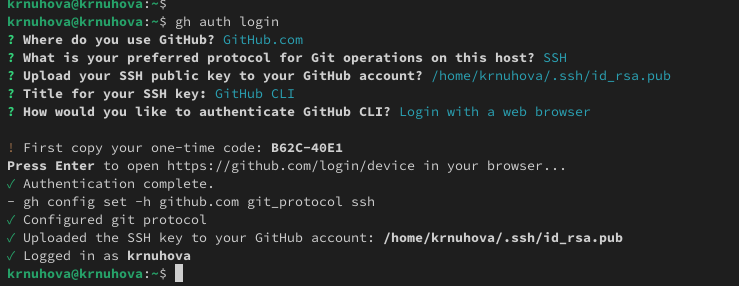 krnuhova@krnuhova:~$
krnuhova@krnuhova:~$ gh auth login
? Where do you use GitHub? GitHub.com
? What is your preferred protocol for Git operations on this host? SSH
? Upload your SSH public key to your GitHub account? /home/krnuhova/.ssh/id_rsa.pub
? Title for your SSH key: GitHub CLI
? How would you like to authenticate GitHub CLI? Login with a web browser
! First copy your one-time code: B62C-40E1
Press Enter to open https://github.com/login/device in your browser...
✓ Authentication complete.
- gh config set -h github.com git_protocol ssh
✓ Configured git protocol
✓ Uploaded the SSH key to your GitHub account: /home/krnuhova/.ssh/id_rsa.pub
✓ Logged in as krnuhova
krnuhova@krnuhova:~$